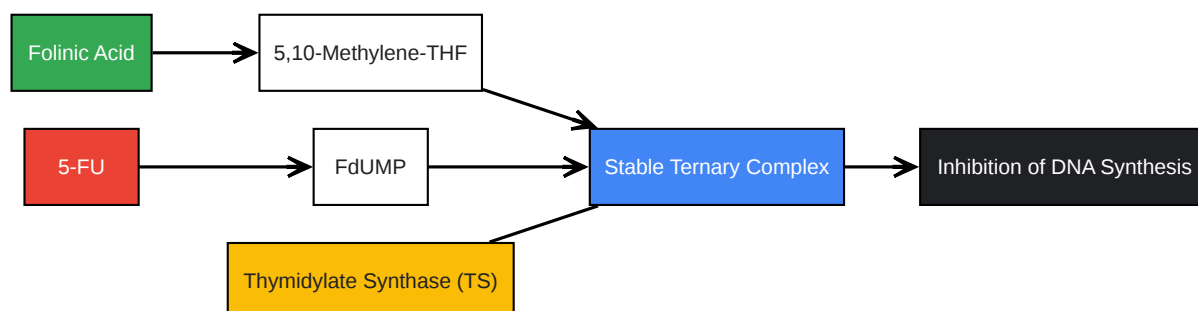 Folinic Acid
5,10-Methylene-THF
5-FU
FdUMP
Stable Ternary Complex
Inhibition of DNA Synthesis
Thymidylate Synthase (TS)